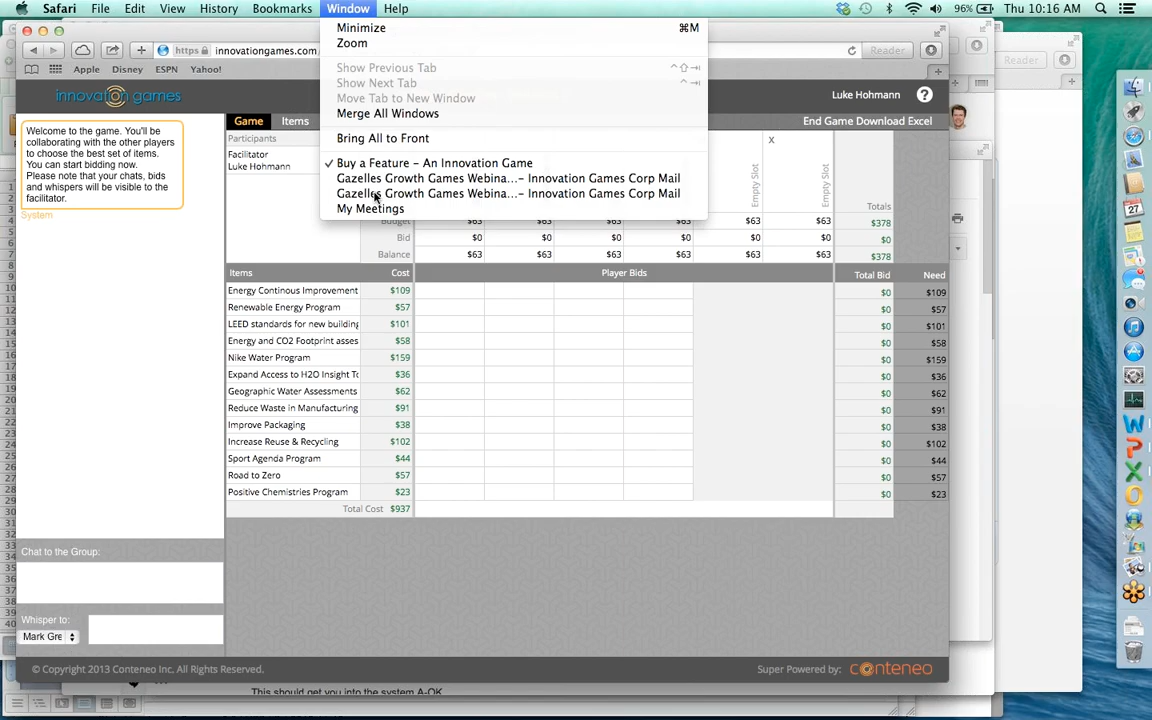 Safari File Edit View History Bookmarks Window Help 96% Thu 10:16 AM
Minimize ⌘M
Zoom
Show Previous Tab ^⇧⇥
Show Next Tab ^⇥
Move Tab to New Window
Merge All Windows
Bring All to Front
✓ Buy a Feature – An Innovation Game
Gazelles Growth Games Webina...– Innovation Games Corp Mail
Gazelles Growth Games Webina...– Innovation Games Corp Mail
My Meetings
https innovationgames.com Reader
Reader
Apple Disney ESPN Yahoo!
innovation games
Luke Hohmann ?
Game Items End Game Download Excel
Welcome to the game. You'll be
collaborating with the other players
to choose the best set of items.
You can start bidding now.
Please note that your chats, bids
and whispers will be visible to the
facilitator.
System
Participants
Facilitator
Luke Hohmann
X
Empty Slot
Empty Slot
Totals
Budget $63 $63 $63 $63 $63 $63 $378
Bid $0 $0 $0 $0 $0 $0 $0
Balance $63 $63 $63 $63 $63 $63 $378
Items Cost Player Bids Total Bid Need
Energy Continous Improvement $109 $0 $109
Renewable Energy Program $57 $0 $57
LEED standards for new building $101 $0 $101
Energy and CO2 Footprint asses $58 $0 $58
Nike Water Program $159 $0 $159
Expand Access to H2O Insight To $36 $0 $36
Geographic Water Assessments $62 $0 $62
Reduce Waste in Manufacturing $91 $0 $91
Improve Packaging $38 $0 $38
Increase Reuse & Recycling $102 $0 $102
Sport Agenda Program $44 $0 $44
Road to Zero $57 $0 $57
Positive Chemistries Program $23 $0 $23
Total Cost $937
Chat to the Group:
Whisper to:
Mark Gre
© Copyright 2013 Conteneo Inc, All Rights Reserved.
Super Powered by: conteneo
This should get you into the system A-OK